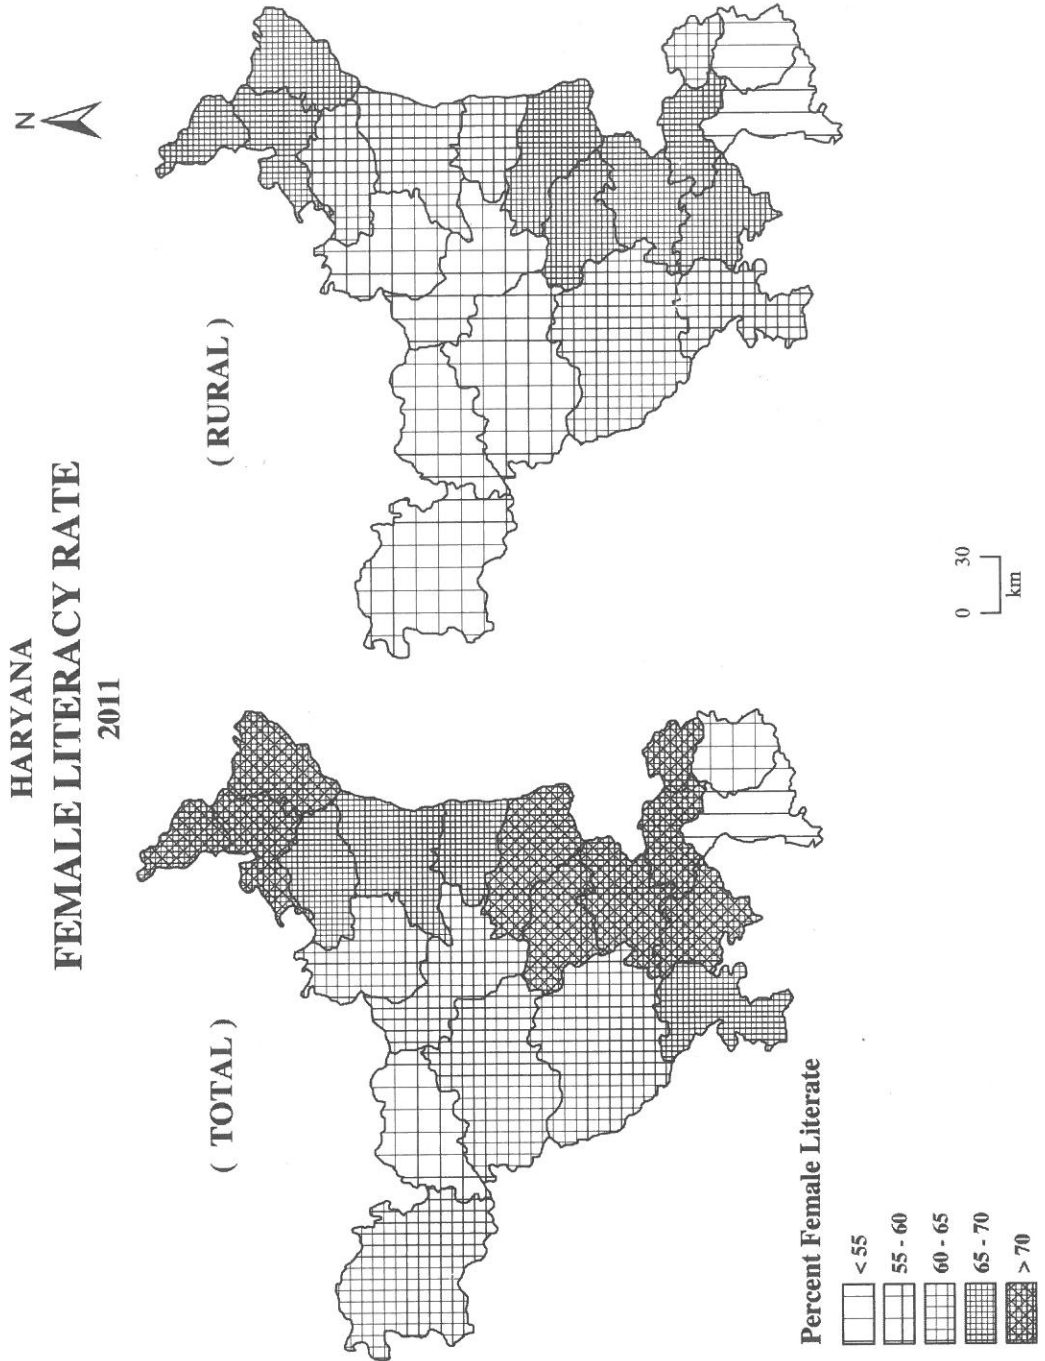 HARYANA
FEMALE LITERACY RATE
2011
N
( TOTAL )
( RURAL )
Percent Female Literate
< 55
55 - 60
60 - 65
65 - 70
> 70
0 30
km